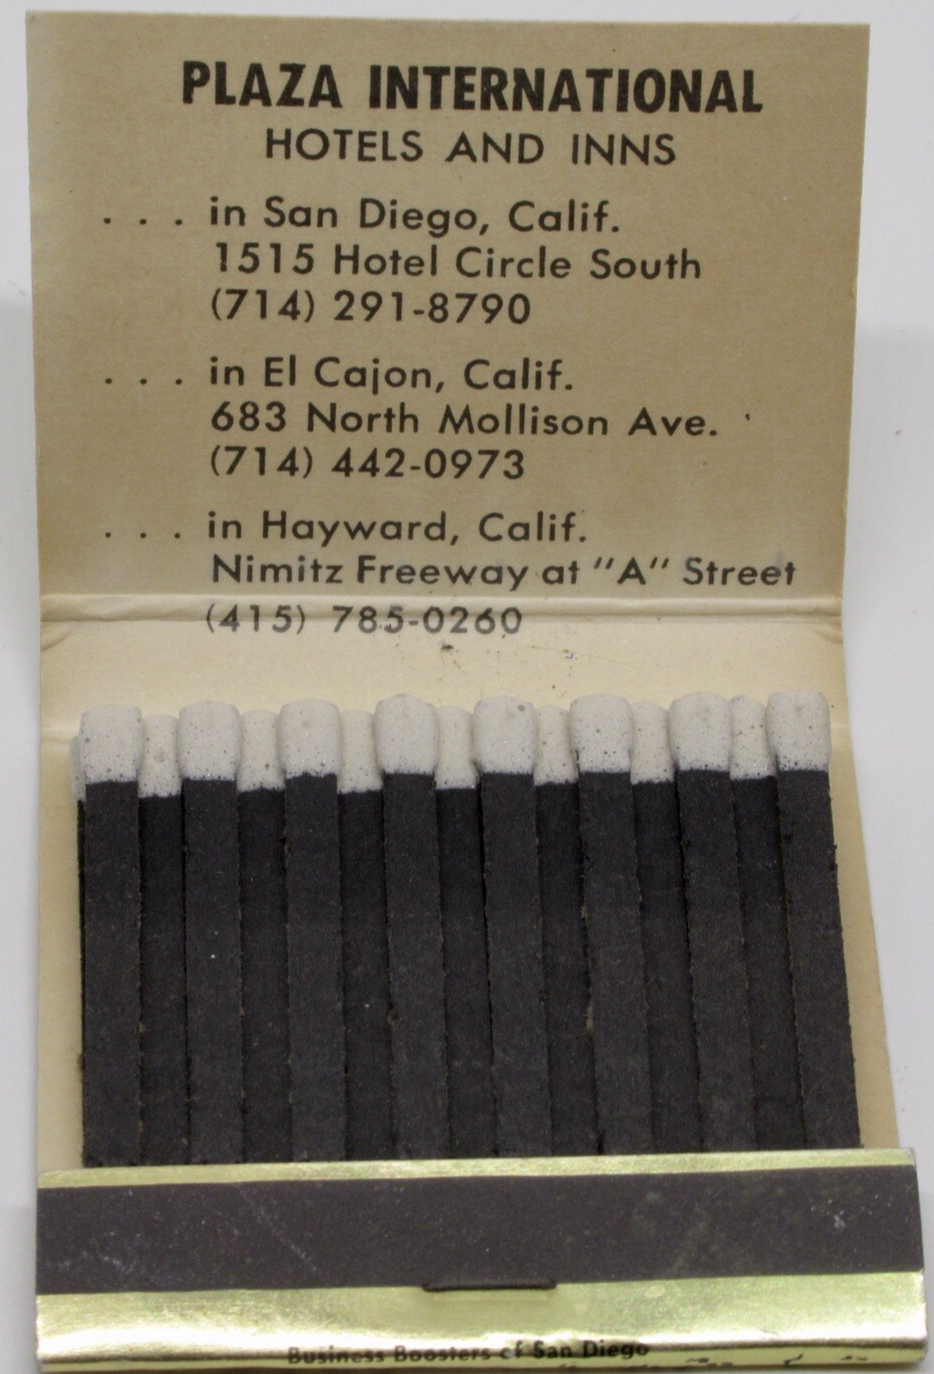 PLAZA INTERNATIONAL
HOTELS AND INNS
. . . in San Diego, Calif.
1515 Hotel Circle South
(714) 291-8790
. . . in El Cajon, Calif.
683 North Mollison Ave.
(714) 442-0973
. . . in Hayward, Calif.
Nimitz Freeway at "A" Street
(415) 785-0260
Business Boosters of San Diego